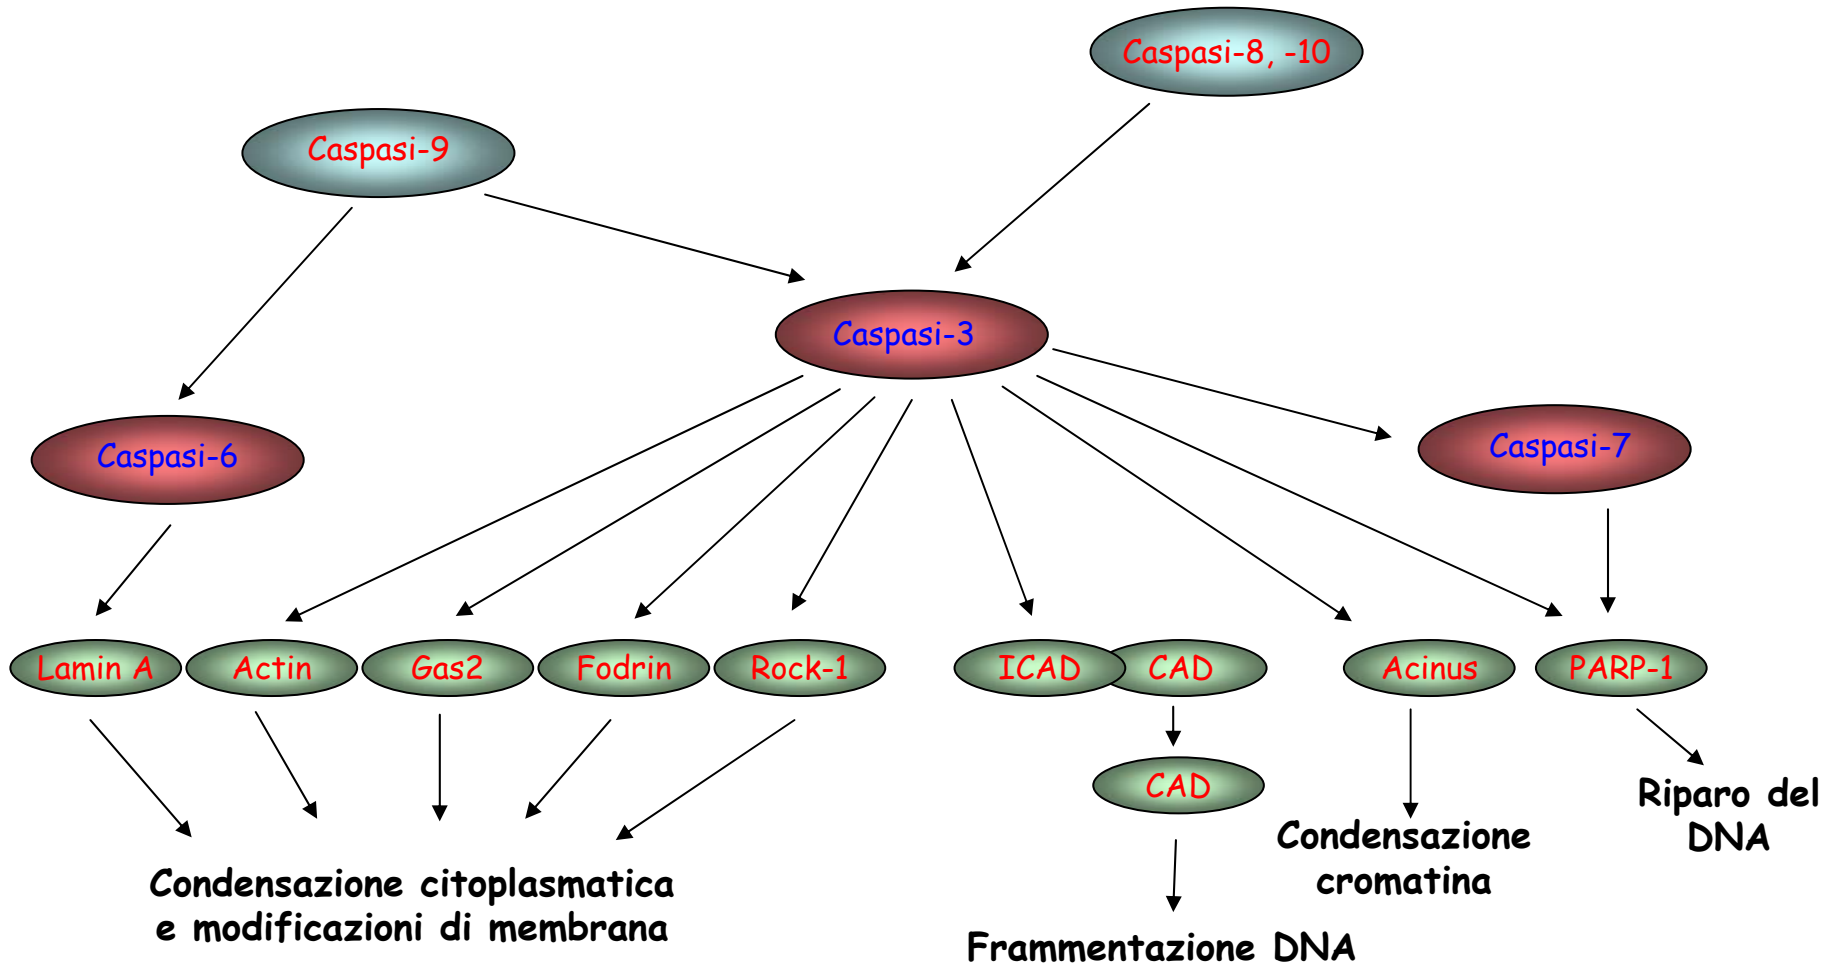 Caspasi-8, -10
Caspasi-9
Caspasi-3
Caspasi-6
Caspasi-7
Lamin A
Actin
Gas2
Fodrin
Rock-1
ICAD
CAD
Acinus
PARP-1
CAD
Riparo del
DNA
Condensazione
cromatina
Condensazione citoplasmatica
e modificazioni di membrana
Frammentazione DNA